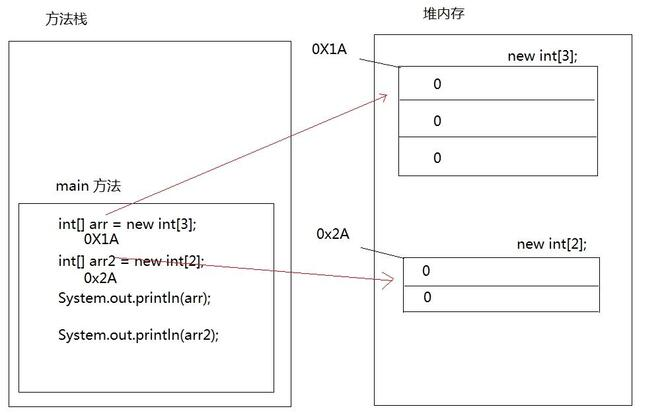 方法栈
main 方法
int[] arr = new int[3];
0X1A
int[] arr2 = new int[2];
0x2A
System.out.println(arr);
System.out.println(arr2);
堆内存
0X1A
new int[3];
0
0
0
0x2A
new int[2];
0
0